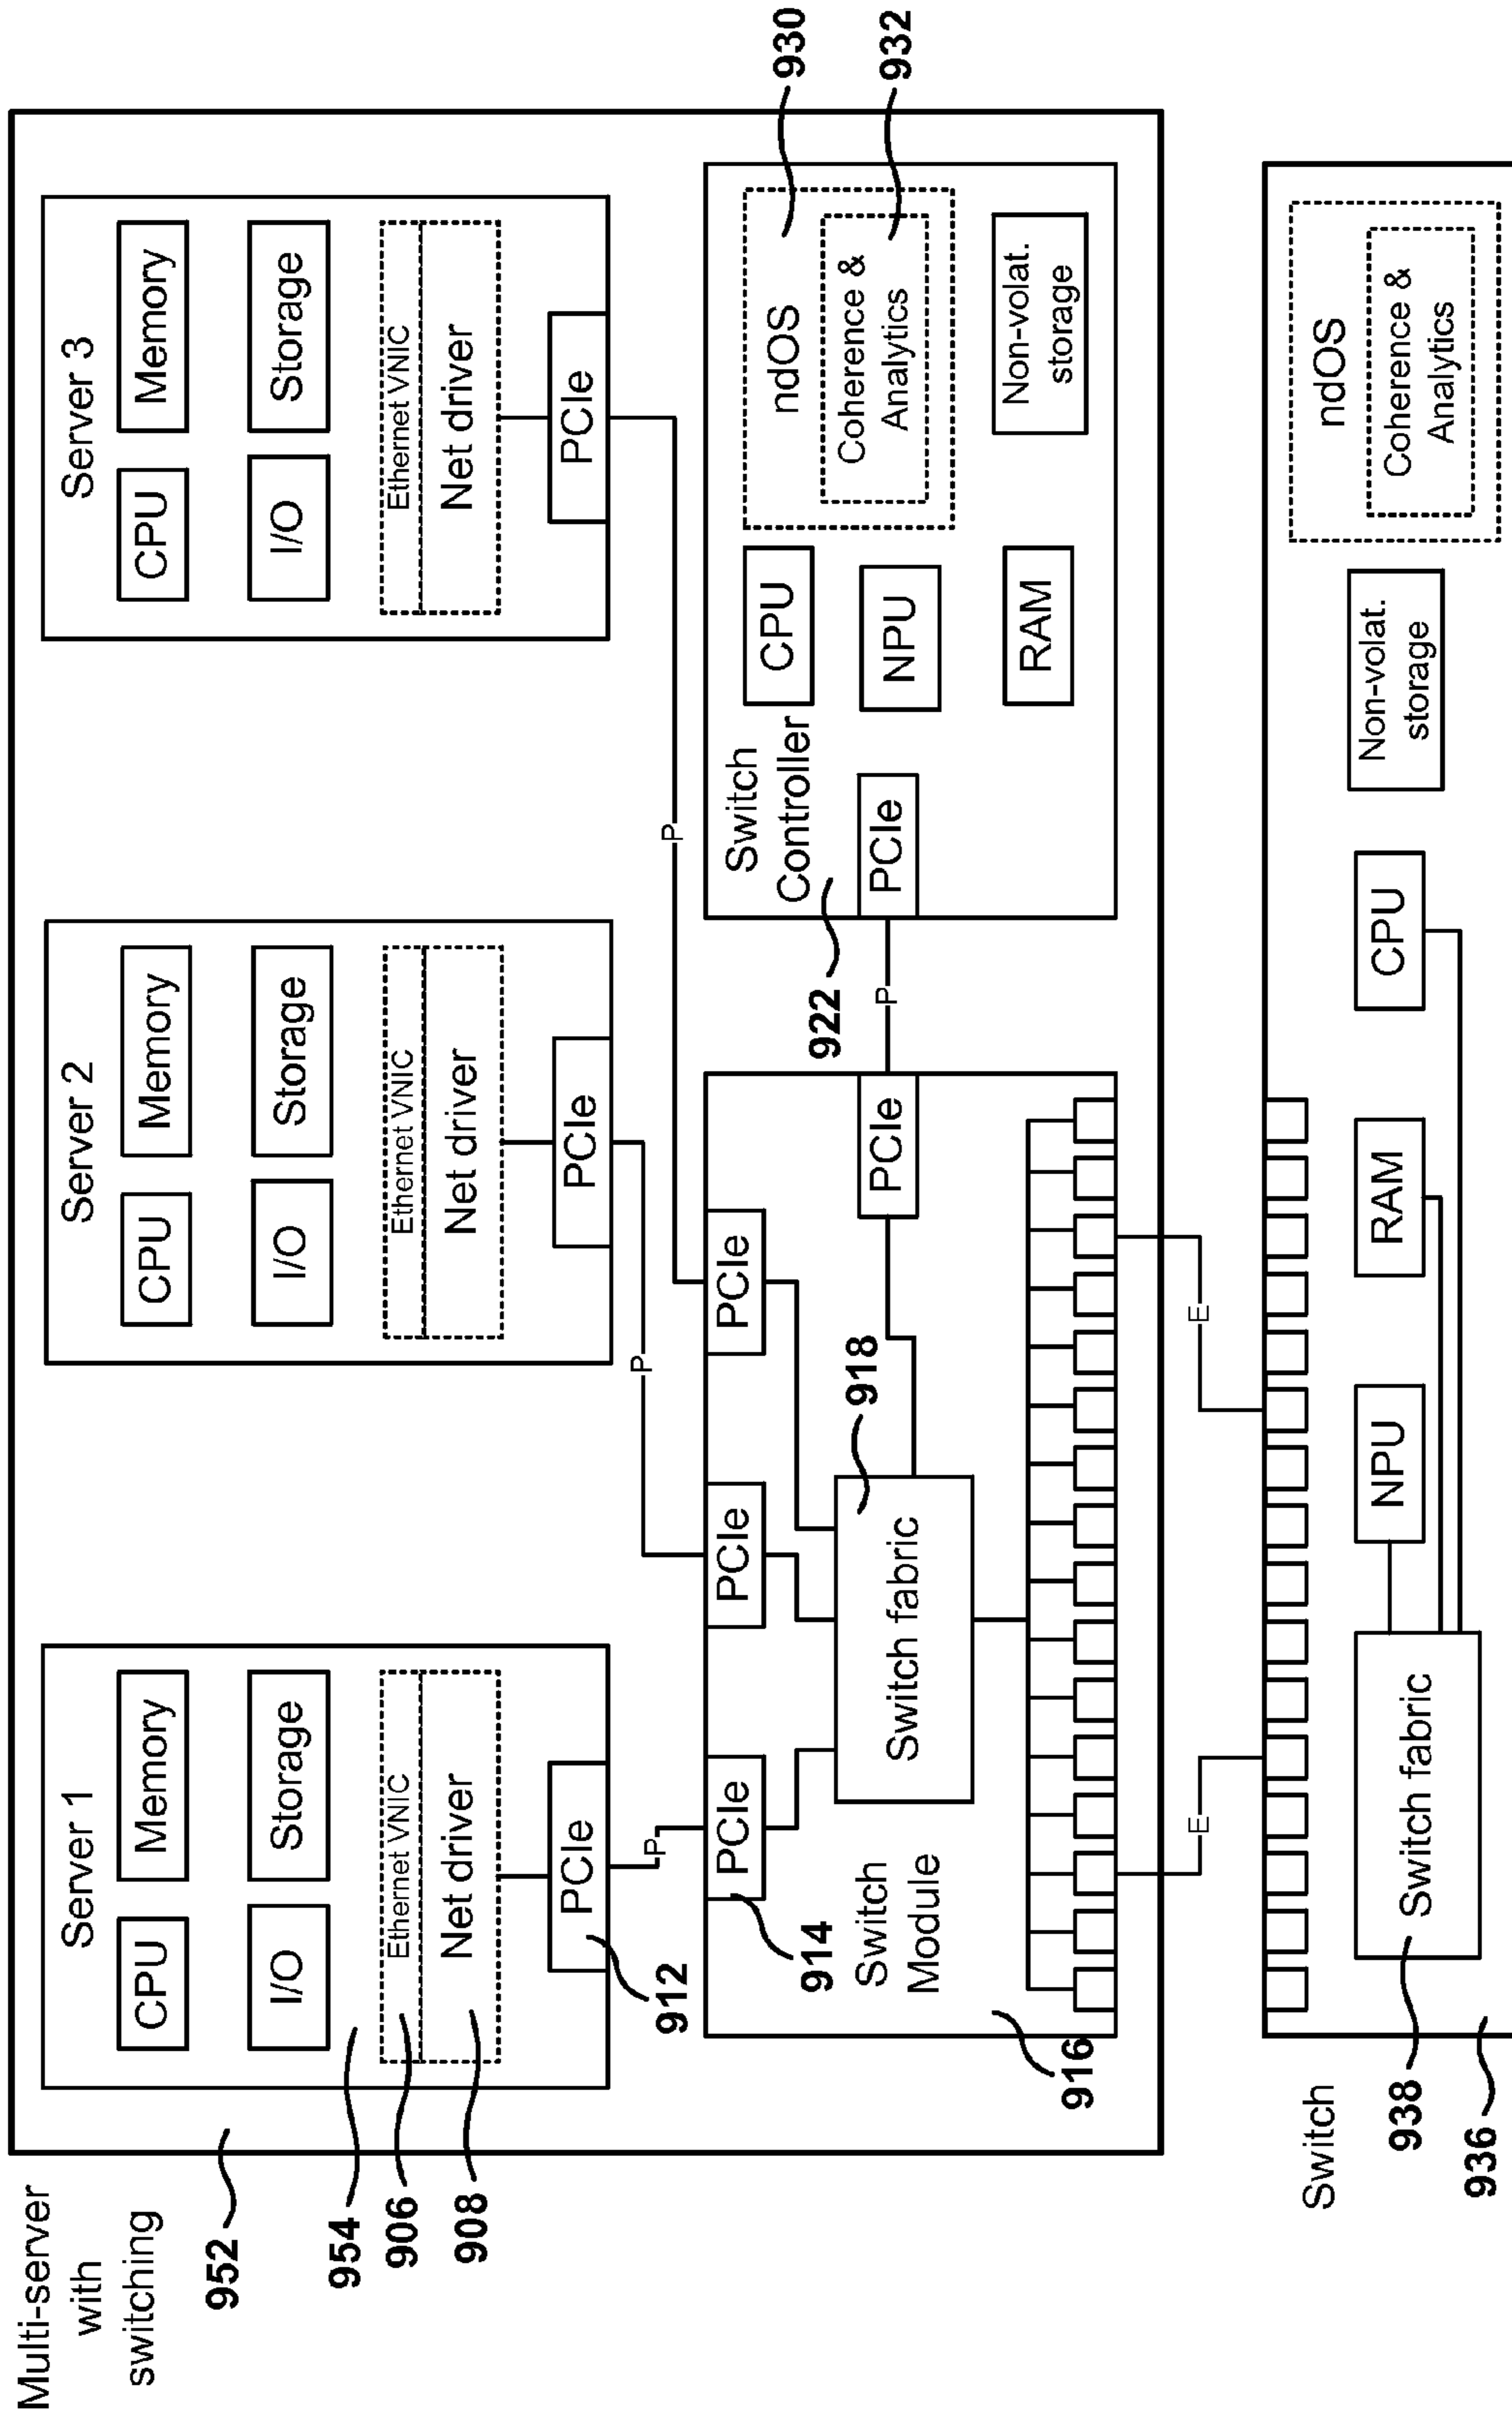 Multi-server
with
switching
952
954
906
908
Server 1
CPU
Memory
I/O
Storage
Ethernet VNIC
Net driver
PCIe
912
Server 2
CPU
Memory
I/O
Storage
Ethernet VNIC
Net driver
PCIe
Server 3
CPU
Memory
I/O
Storage
Ethernet VNIC
Net driver
PCIe
P
P
P
PCIe
914
PCIe
PCIe
Switch
Module
916
Switch fabric
918
PCIe
P
922
Switch
Controller
PCIe
CPU
NPU
RAM
ndOS
Coherence &
Analytics
930
932
Non-volat.
storage
E
E
Switch
938
936
Switch fabric
NPU
RAM
CPU
Non-volat.
storage
ndOS
Coherence &
Analytics